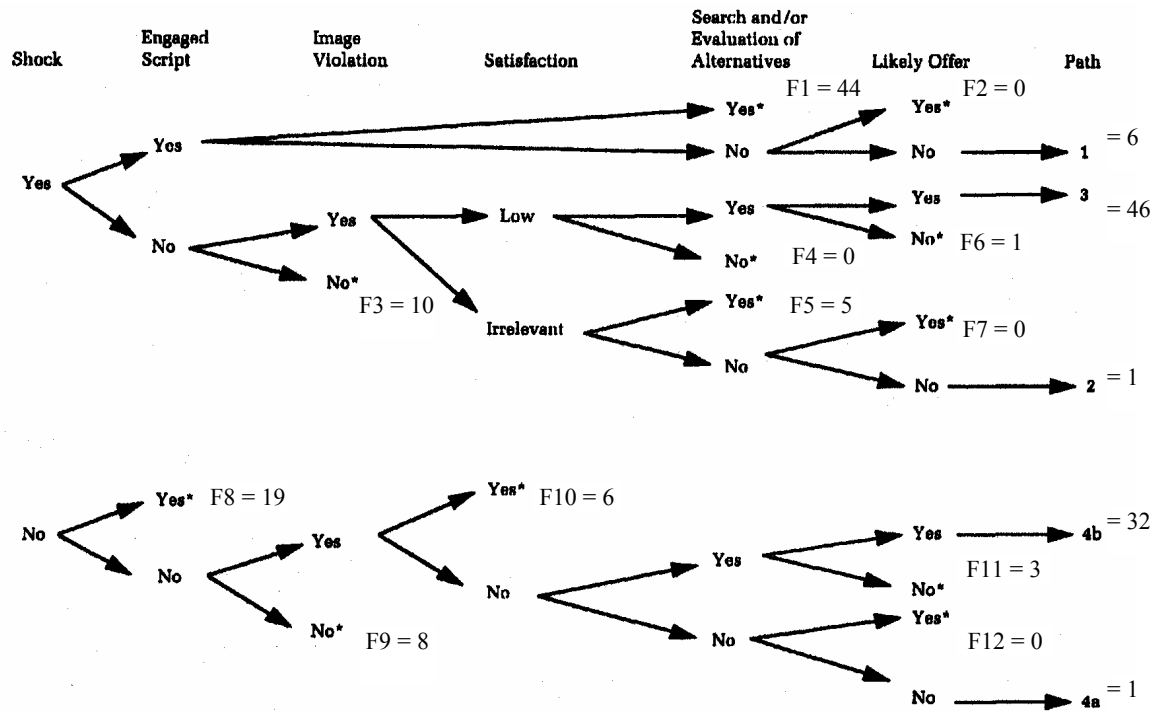 Shock Engaged Script Image Violation Satisfaction Search and/or Evaluation of Alternatives Likely Offer Path
Yes* F1 = 44 Yes* F2 = 0
Yes No No 1 = 6
Yes
Yes Low Yes Yes 3 = 46
No No* F4 = 0 No* F6 = 1
No* F3 = 10
Irrelevant Yes* F5 = 5 Yes* F7 = 0
No No 2 = 1
Yes* F8 = 19 Yes* F10 = 6
No Yes Yes Yes 4b = 32
No No No* F11 = 3
No* F9 = 8 No Yes* F12 = 0
No 4a = 1